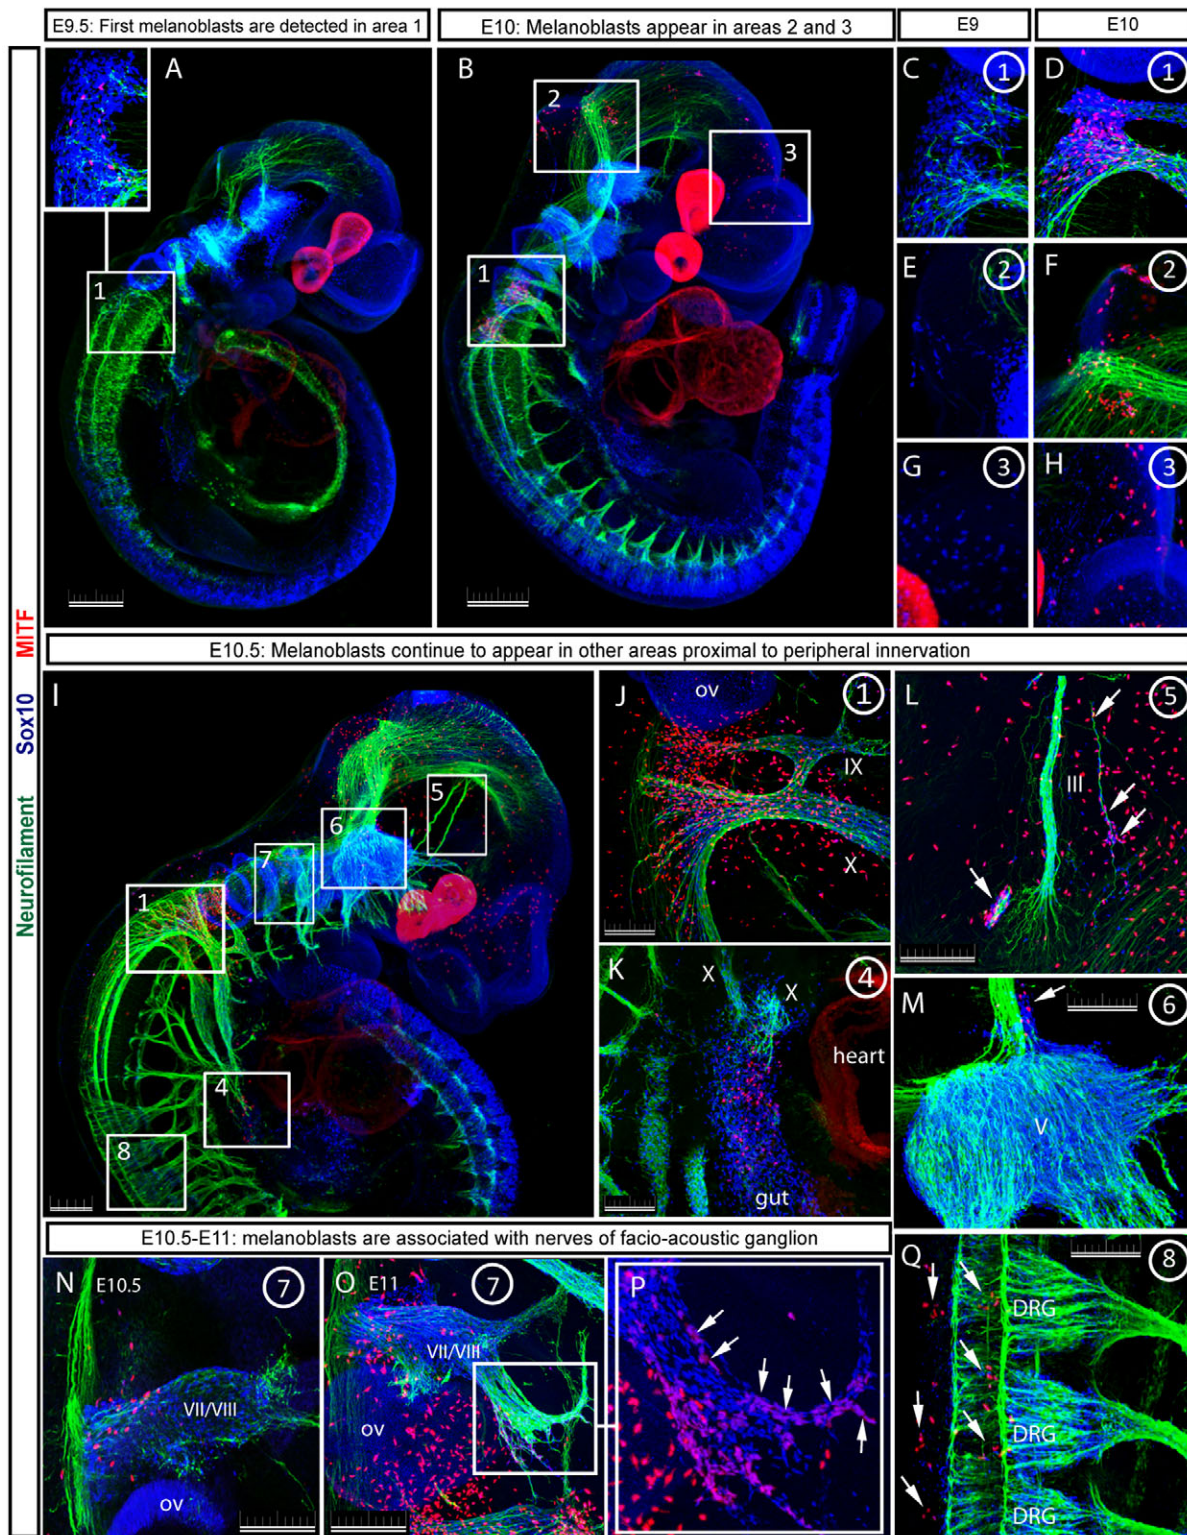 E9.5: First melanoblasts are detected in area 1
E10: Melanoblasts appear in areas 2 and 3
E9
E10
Neurofilament Sox10 MITF
A
1
B
2
3
1
C
1
D
1
E
2
F
2
G
3
H
3
E10.5: Melanoblasts continue to appear in other areas proximal to peripheral innervation
I
5
6
7
1
4
8
J
1
ov
IX
X
K
4
X
X
heart
gut
L
5
III
M
6
V
E10.5-E11: melanoblasts are associated with nerves of facio-acoustic ganglion
N
E10.5
7
VII/VIII
ov
O
E11
7
VII/VIII
ov
P
Q
8
DRG
DRG
DRG